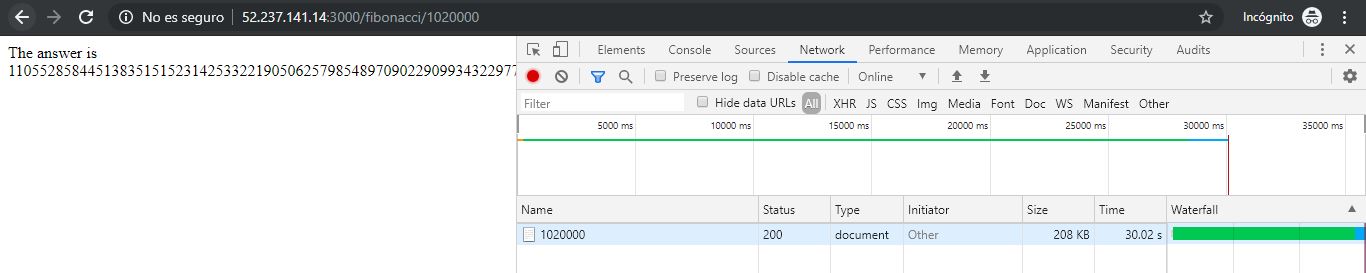 No es seguro | 52.237.141.14:3000/fibonacci/1020000 Incógnito
The answer is
Elements Console Sources Network Performance Memory Application Security Audits
Preserve log Disable cache Online
Filter Hide data URLs All XHR JS CSS Img Media Font Doc WS Manifest Other
5000 ms 10000 ms 15000 ms 20000 ms 25000 ms 30000 ms 35000 ms
Name Status Type Initiator Size Time Waterfall
1020000 200 document Other 208 KB 30.02 s